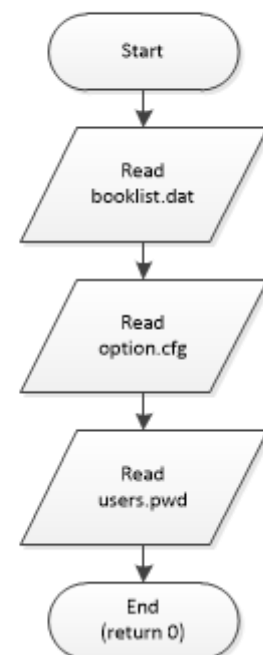 Start
Read
booklist.dat
Read
option.cfg
Read
users.pwd
End
(return 0)